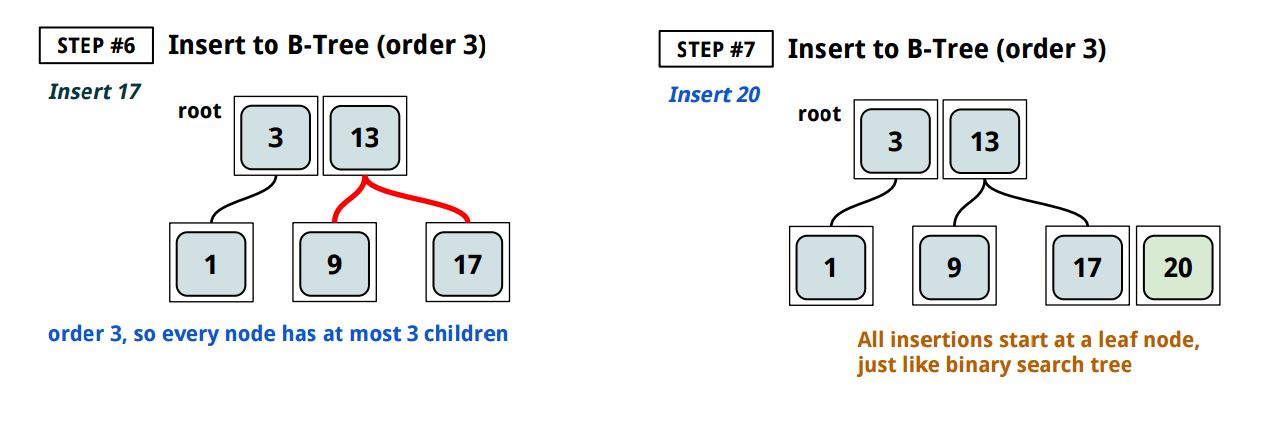 STEP #6
Insert to B-Tree (order 3)
Insert 17
root
3
13
1
9
17
order 3, so every node has at most 3 children
STEP #7
Insert to B-Tree (order 3)
Insert 20
root
3
13
1
9
17
20
All insertions start at a leaf node,
just like binary search tree